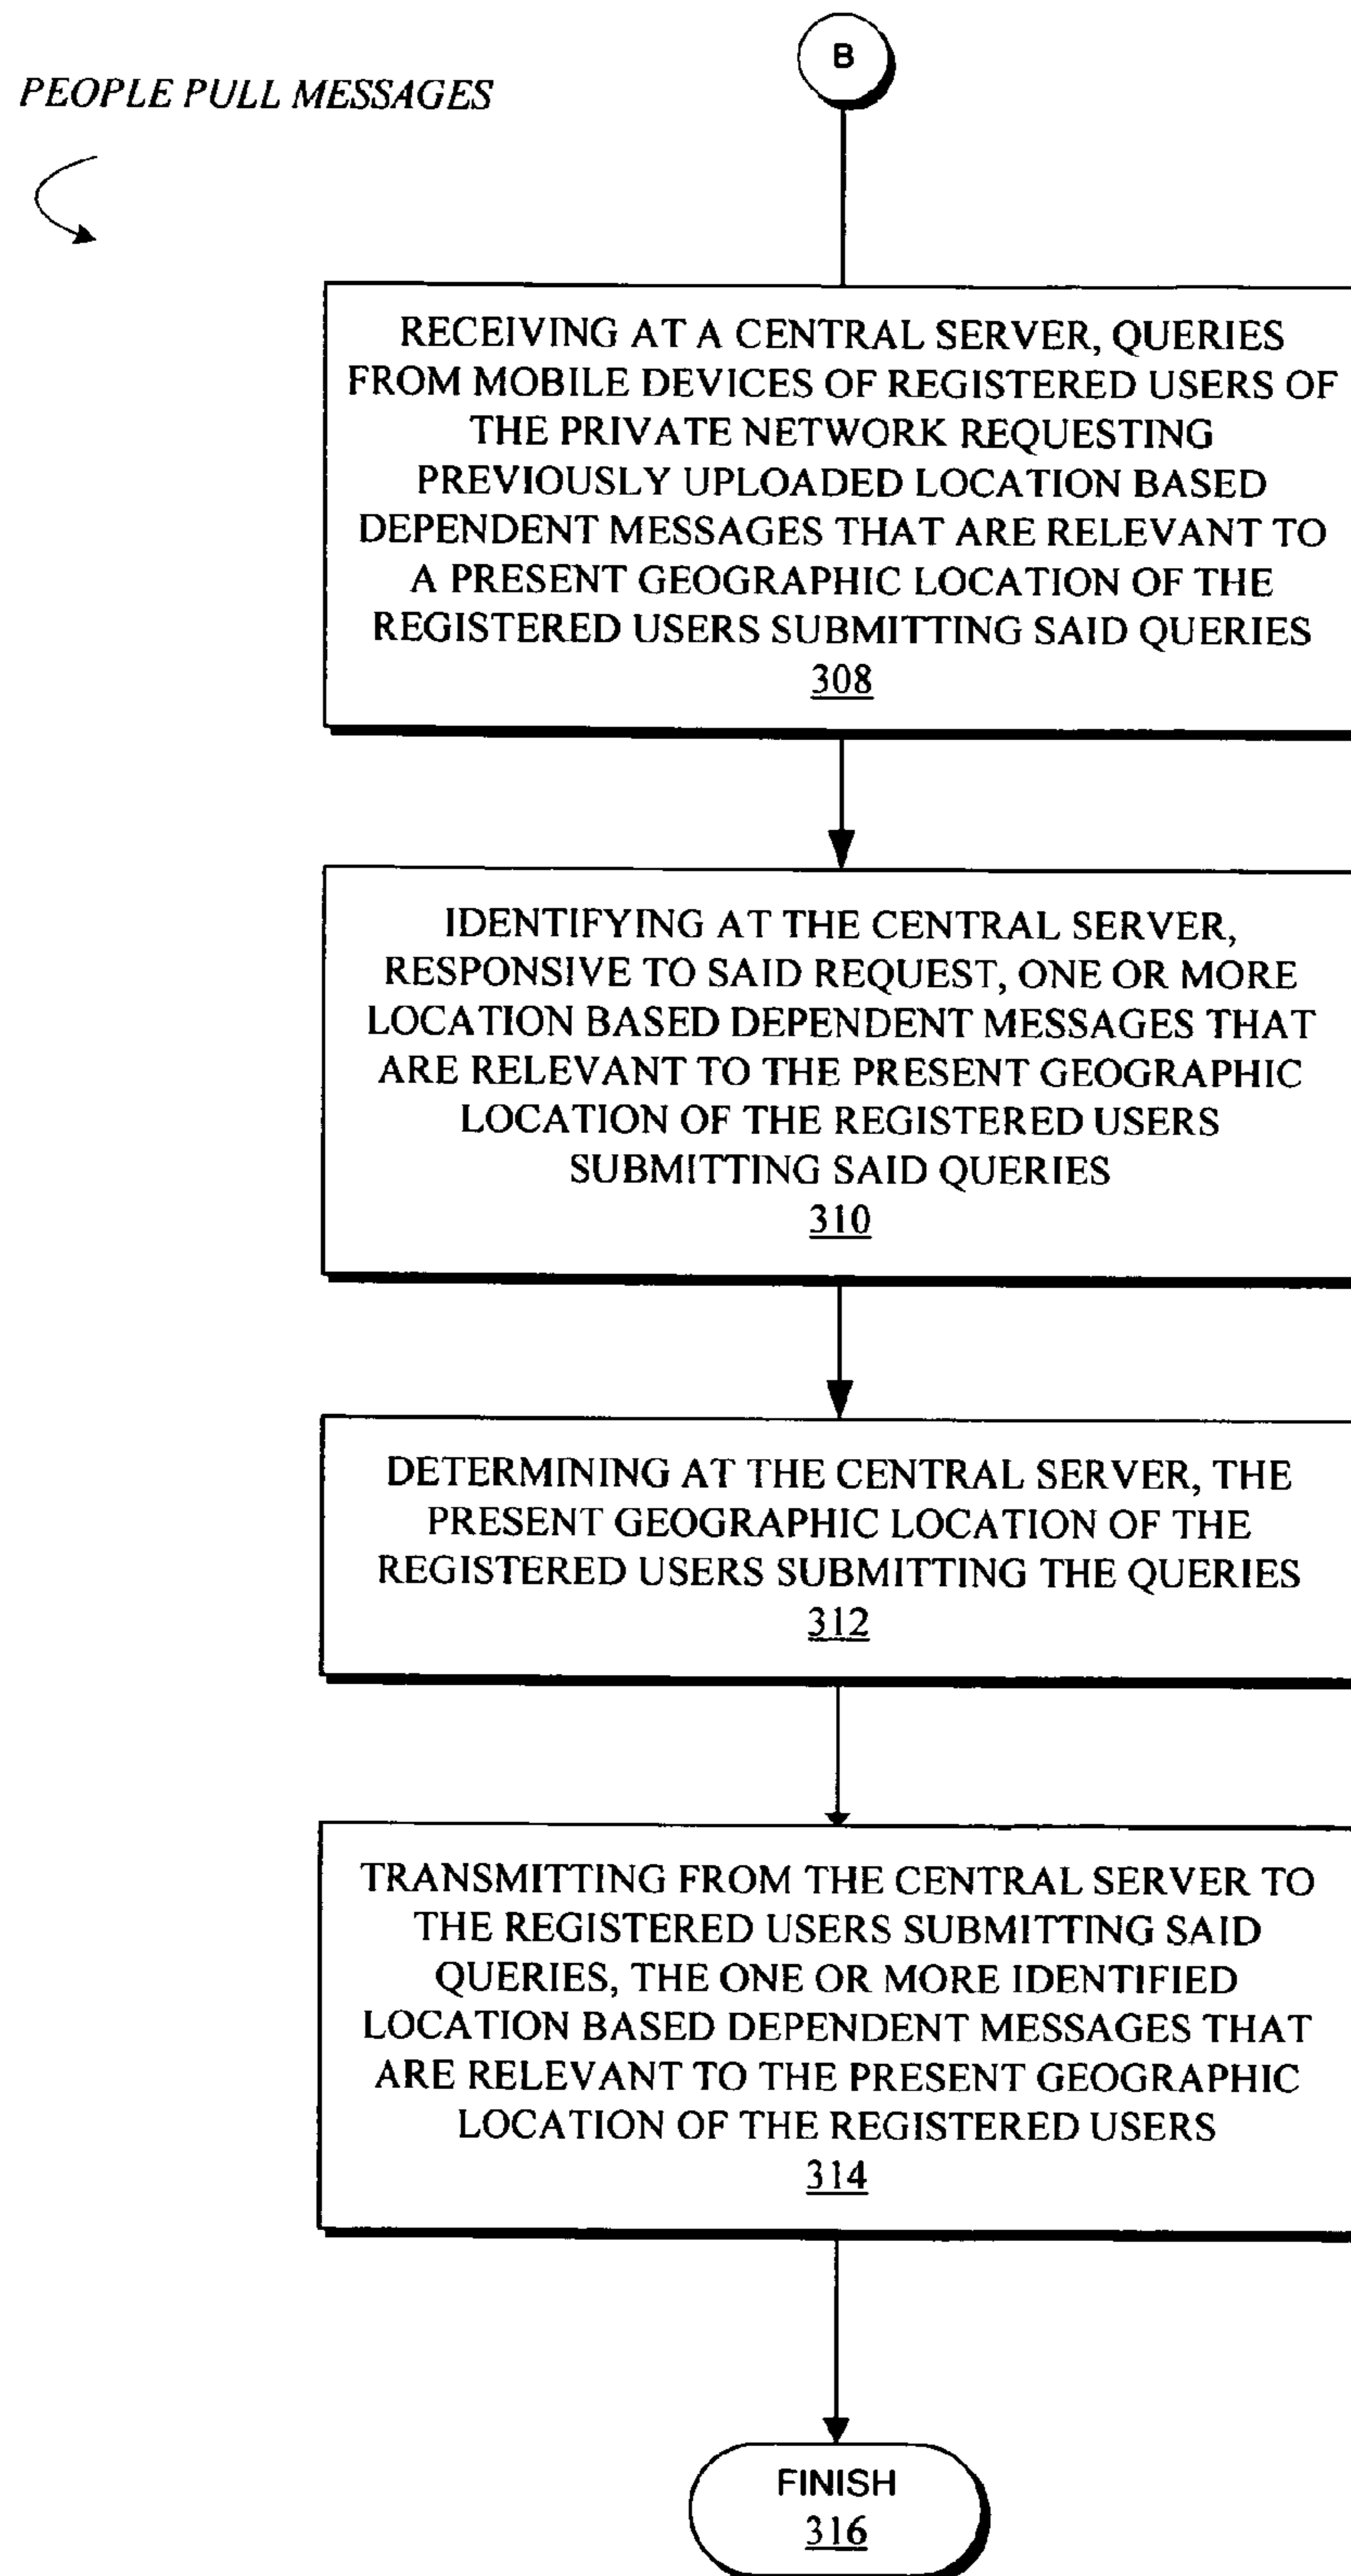 B
PEOPLE PULL MESSAGES
RECEIVING AT A CENTRAL SERVER, QUERIES
FROM MOBILE DEVICES OF REGISTERED USERS OF
THE PRIVATE NETWORK REQUESTING
PREVIOUSLY UPLOADED LOCATION BASED
DEPENDENT MESSAGES THAT ARE RELEVANT TO
A PRESENT GEOGRAPHIC LOCATION OF THE
REGISTERED USERS SUBMITTING SAID QUERIES
308
IDENTIFYING AT THE CENTRAL SERVER,
RESPONSIVE TO SAID REQUEST, ONE OR MORE
LOCATION BASED DEPENDENT MESSAGES THAT
ARE RELEVANT TO THE PRESENT GEOGRAPHIC
LOCATION OF THE REGISTERED USERS
SUBMITTING SAID QUERIES
310
DETERMINING AT THE CENTRAL SERVER, THE
PRESENT GEOGRAPHIC LOCATION OF THE
REGISTERED USERS SUBMITTING THE QUERIES
312
TRANSMITTING FROM THE CENTRAL SERVER TO
THE REGISTERED USERS SUBMITTING SAID
QUERIES, THE ONE OR MORE IDENTIFIED
LOCATION BASED DEPENDENT MESSAGES THAT
ARE RELEVANT TO THE PRESENT GEOGRAPHIC
LOCATION OF THE REGISTERED USERS
314
FINISH
316